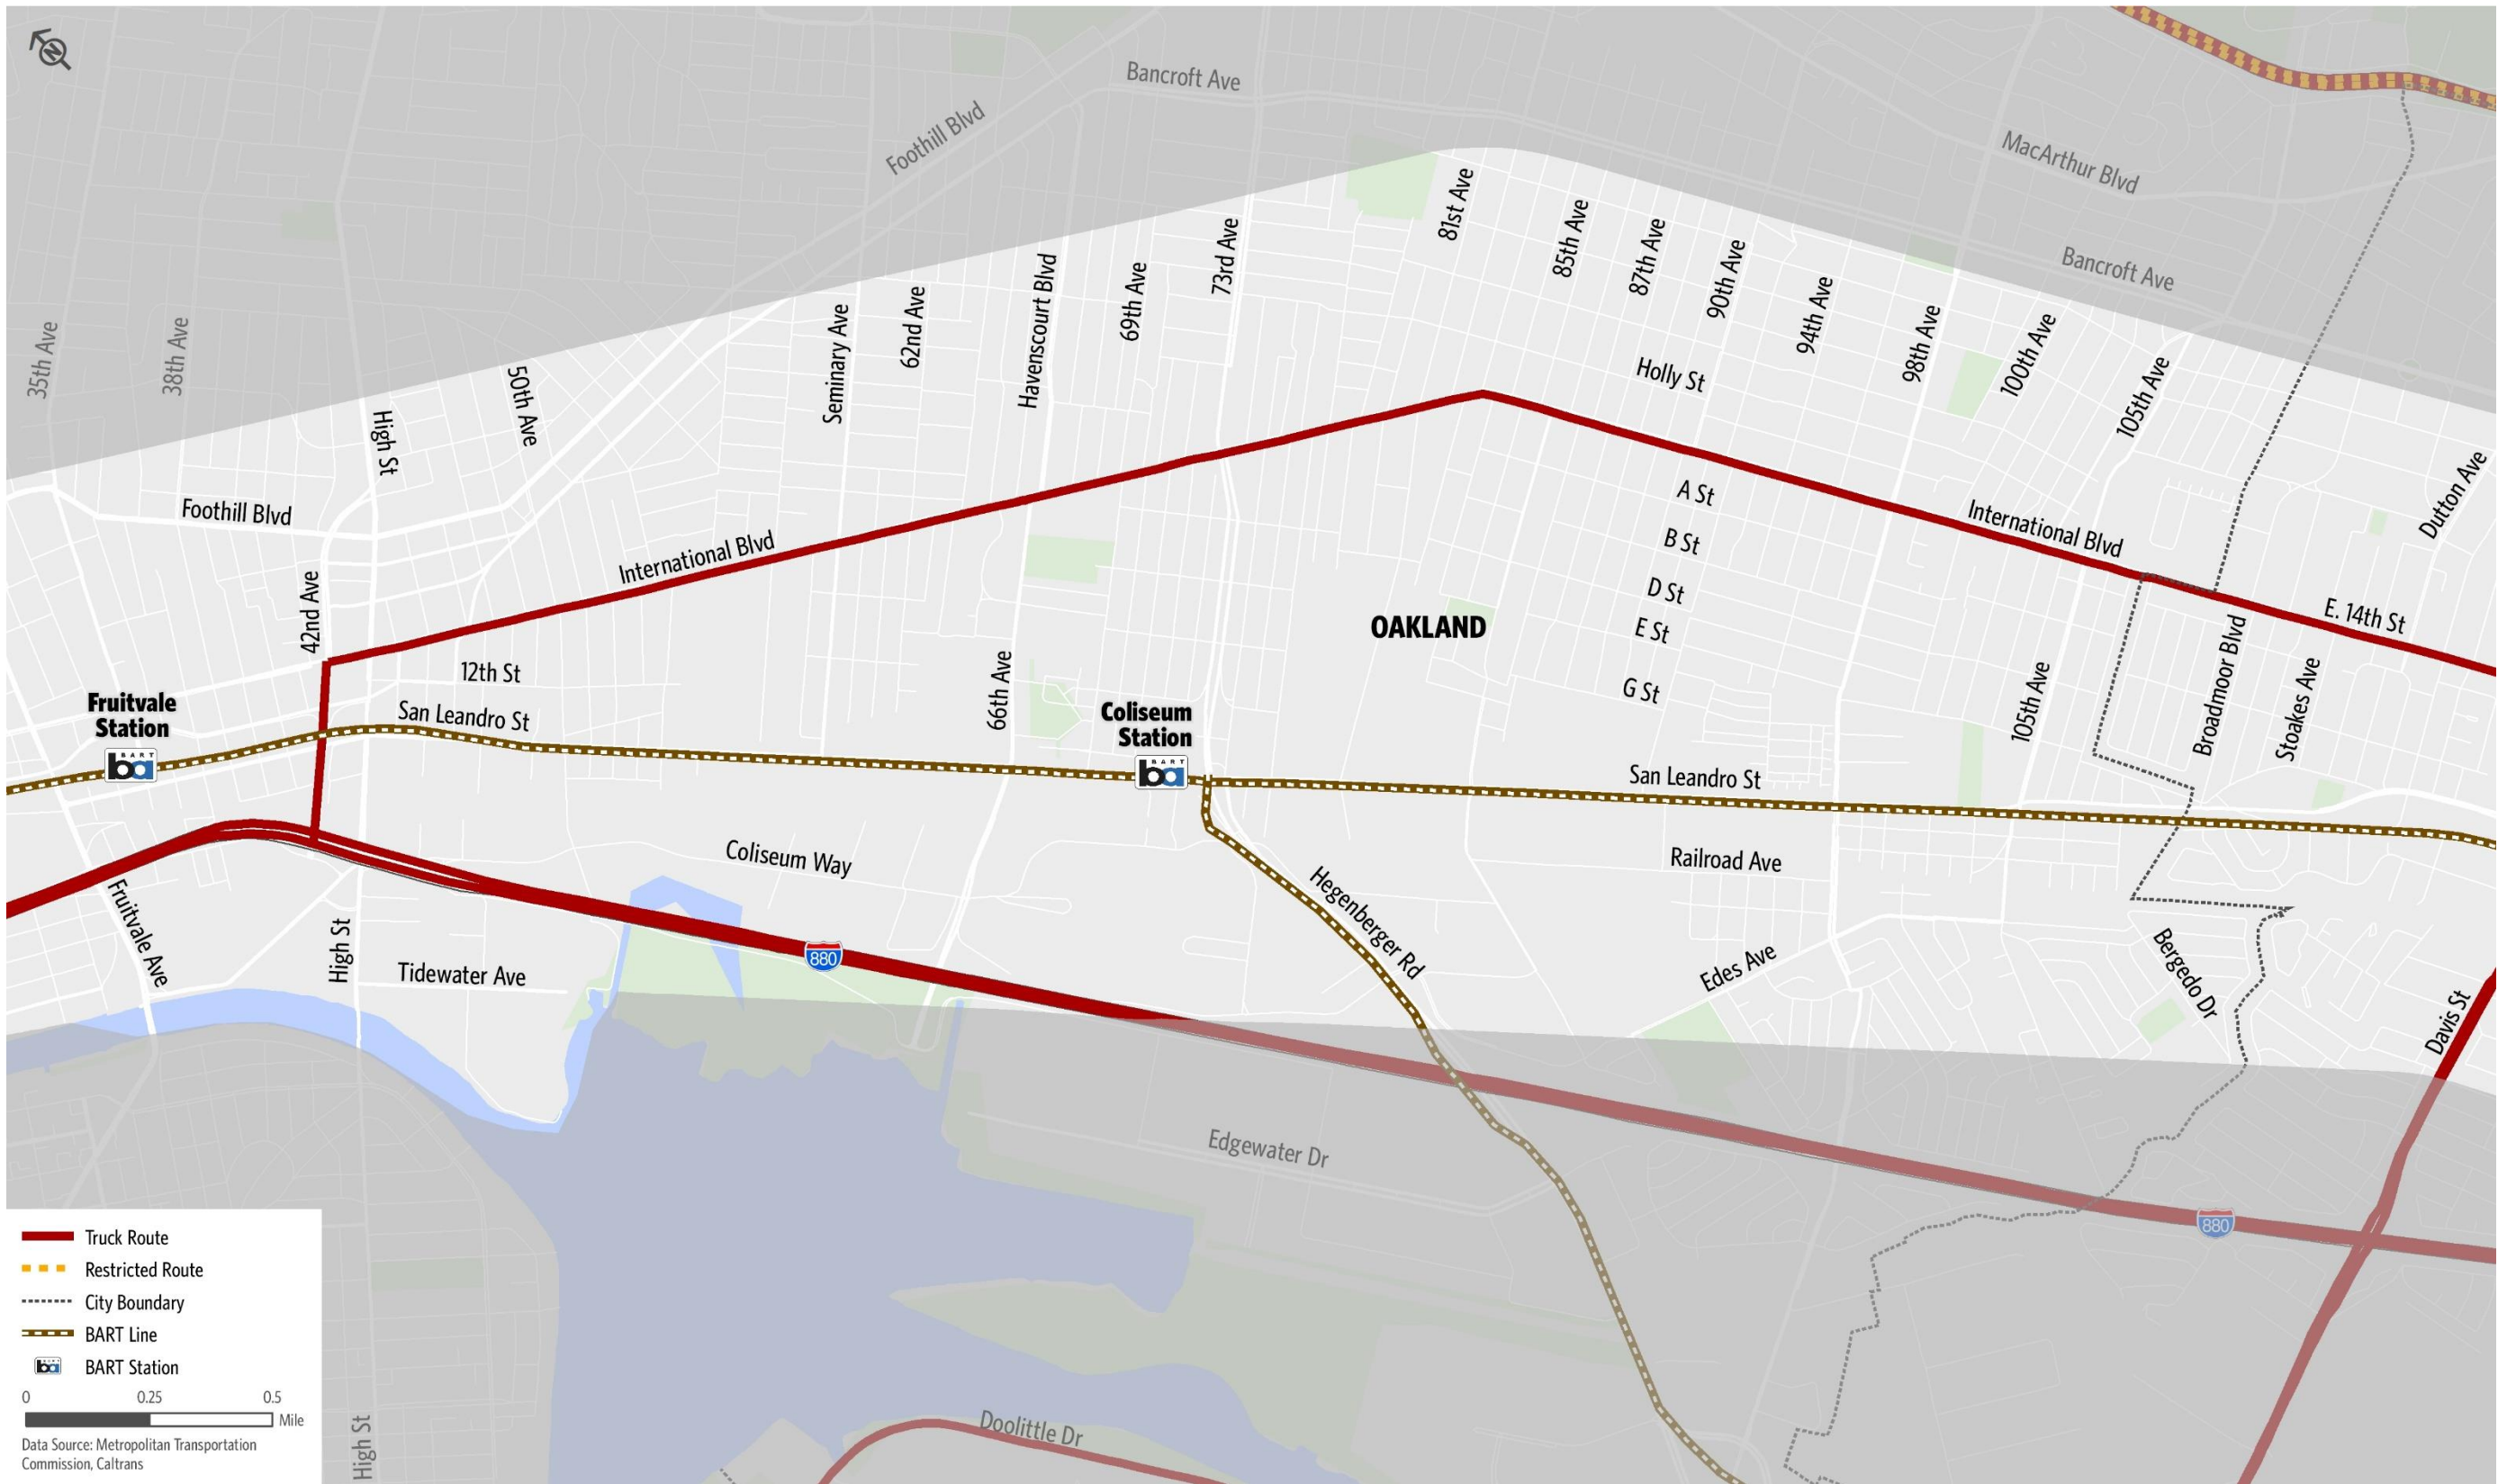 N
Bancroft Ave
Foothill Blvd
MacArthur Blvd
Bancroft Ave
35th Ave
38th Ave
High St
50th Ave
Seminary Ave
62nd Ave
Havenscourt Blvd
69th Ave
73rd Ave
81st Ave
85th Ave
87th Ave
90th Ave
94th Ave
98th Ave
100th Ave
105th Ave
Dutton Ave
Holly St
Foothill Blvd
42nd Ave
International Blvd
International Blvd
A St
B St
D St
E St
G St
OAKLAND
E. 14th St
12th St
San Leandro St
66th Ave
Fruitvale
Station
BART
ba
Coliseum
Station
BART
ba
105th Ave
Broadmoor Blvd
Stoakes Ave
San Leandro St
Coliseum Way
Railroad Ave
Hegenberger Rd
Fruitvale Ave
High St
Tidewater Ave
880
Edes Ave
Bergedo Dr
Davis St
Edgewater Dr
880
Doolittle Dr
High St
Truck Route
Restricted Route
City Boundary
BART Line
ba
BART Station
0 0.25 0.5
Mile
Data Source: Metropolitan Transportation
Commission, Caltrans